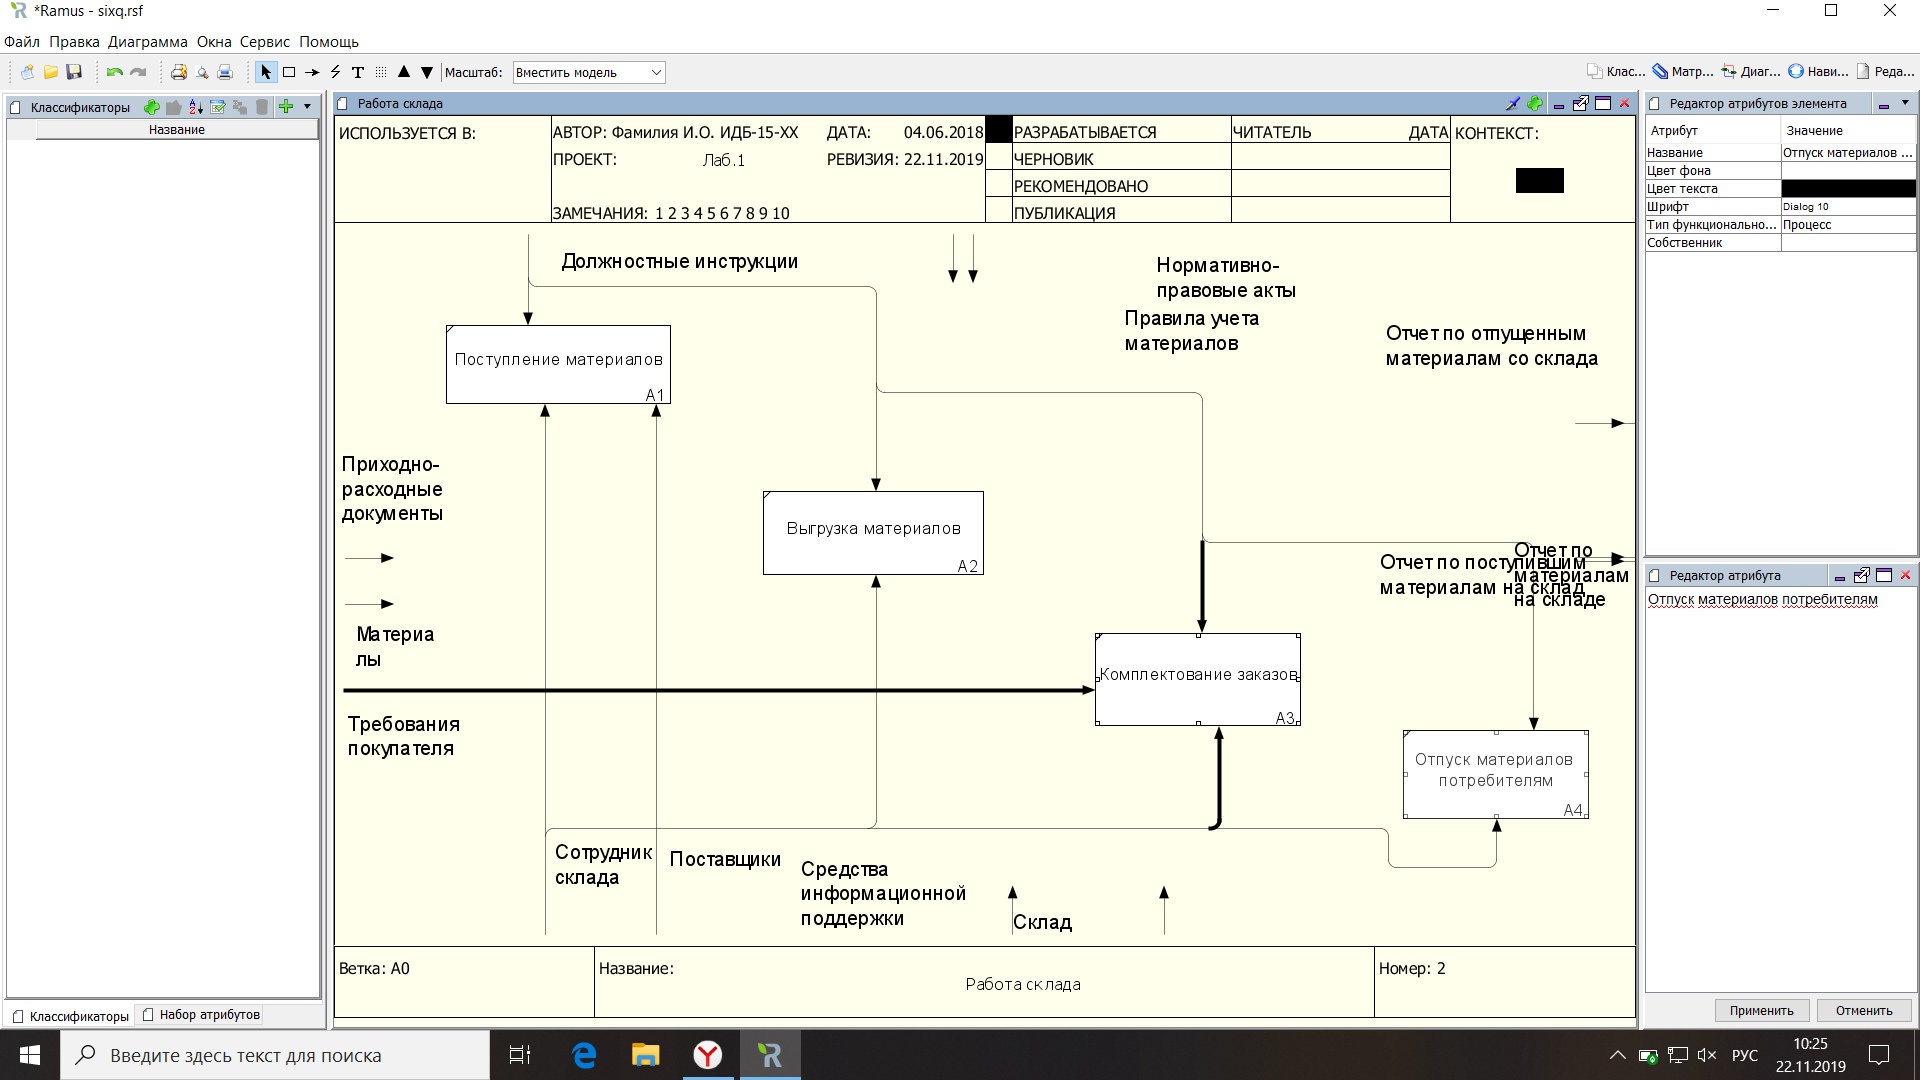 *Ramus - sixq.rsf
Файл Правка Диаграмма Окна Сервис Помощь
Масштаб: Вместить модель
Клас... Матр... Диаг... Нави... Реда...
Классификаторы
Название
Работа склада
ИСПОЛЬЗУЕТСЯ В:
АВТОР: Фамилия И.О. ИДБ-15-XX ДАТА: 04.06.2018
ПРОЕКТ: Лаб.1 РЕВИЗИЯ: 22.11.2019
ЗАМЕЧАНИЯ: 1 2 3 4 5 6 7 8 9 10
РАЗРАБАТЫВАЕТСЯ
ЧЕРНОВИК
РЕКОМЕНДОВАНО
ПУБЛИКАЦИЯ
ЧИТАТЕЛЬ ДАТА
КОНТЕКСТ:
Должностные инструкции
Нормативно-
правовые акты
Правила учета
материалов
Отчет по отпущенным
материалам со склада
Поступление материалов
A1
Приходно-
расходные
документы
Выгрузка материалов
A2
Отчет по поступившим
материалам на склад
Отчет по
материалам
на складе
Материа
лы
Комплектование заказов
A3
Требования
покупателя
Отпуск материалов
потребителям
A4
Сотрудник
склада
Поставщики
Средства
информационной
поддержки
Склад
Ветка: A0
Название:
Работа склада
Номер: 2
Редактор атрибутов элемента
Атрибут Значение
Название Отпуск материалов ...
Цвет фона
Цвет текста
Шрифт Dialog 10
Тип функционально... Процесс
Собственник
Редактор атрибута
Отпуск материалов потребителям
Применить Отменить
Классификаторы Набор атрибутов
Введите здесь текст для поиска
РУС
10:25
22.11.2019